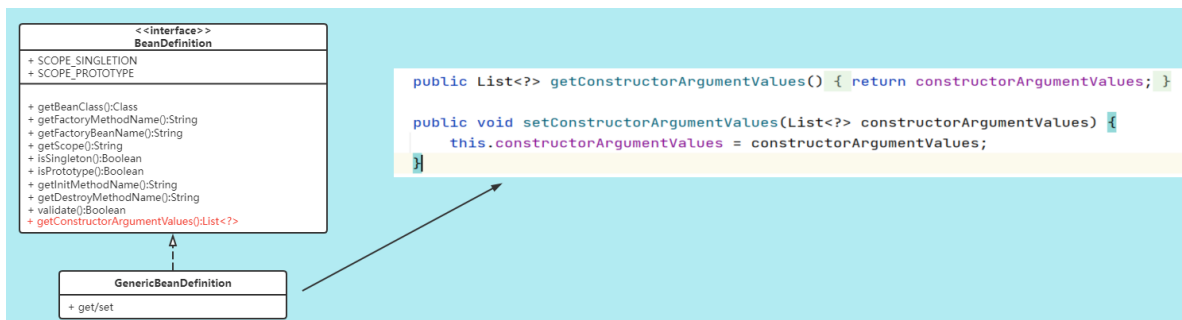 <<interface>>
BeanDefinition
+ SCOPE_SINGLETION
+ SCOPE_PROTOTYPE
+ getBeanClass():Class
+ getFactoryMethodName():String
+ getFactoryBeanName():String
+ getScope():String
+ isSingleton():Boolean
+ isPrototype():Boolean
+ getInitMethodName():String
+ getDestroyMethodName():String
+ validate():Boolean
+ getConstructorArgumentValues():List<?>
GenericBeanDefinition
+ get/set
public List<?> getConstructorArgumentValues() { return constructorArgumentValues; }
public void setConstructorArgumentValues(List<?> constructorArgumentValues) {
this.constructorArgumentValues = constructorArgumentValues;
}